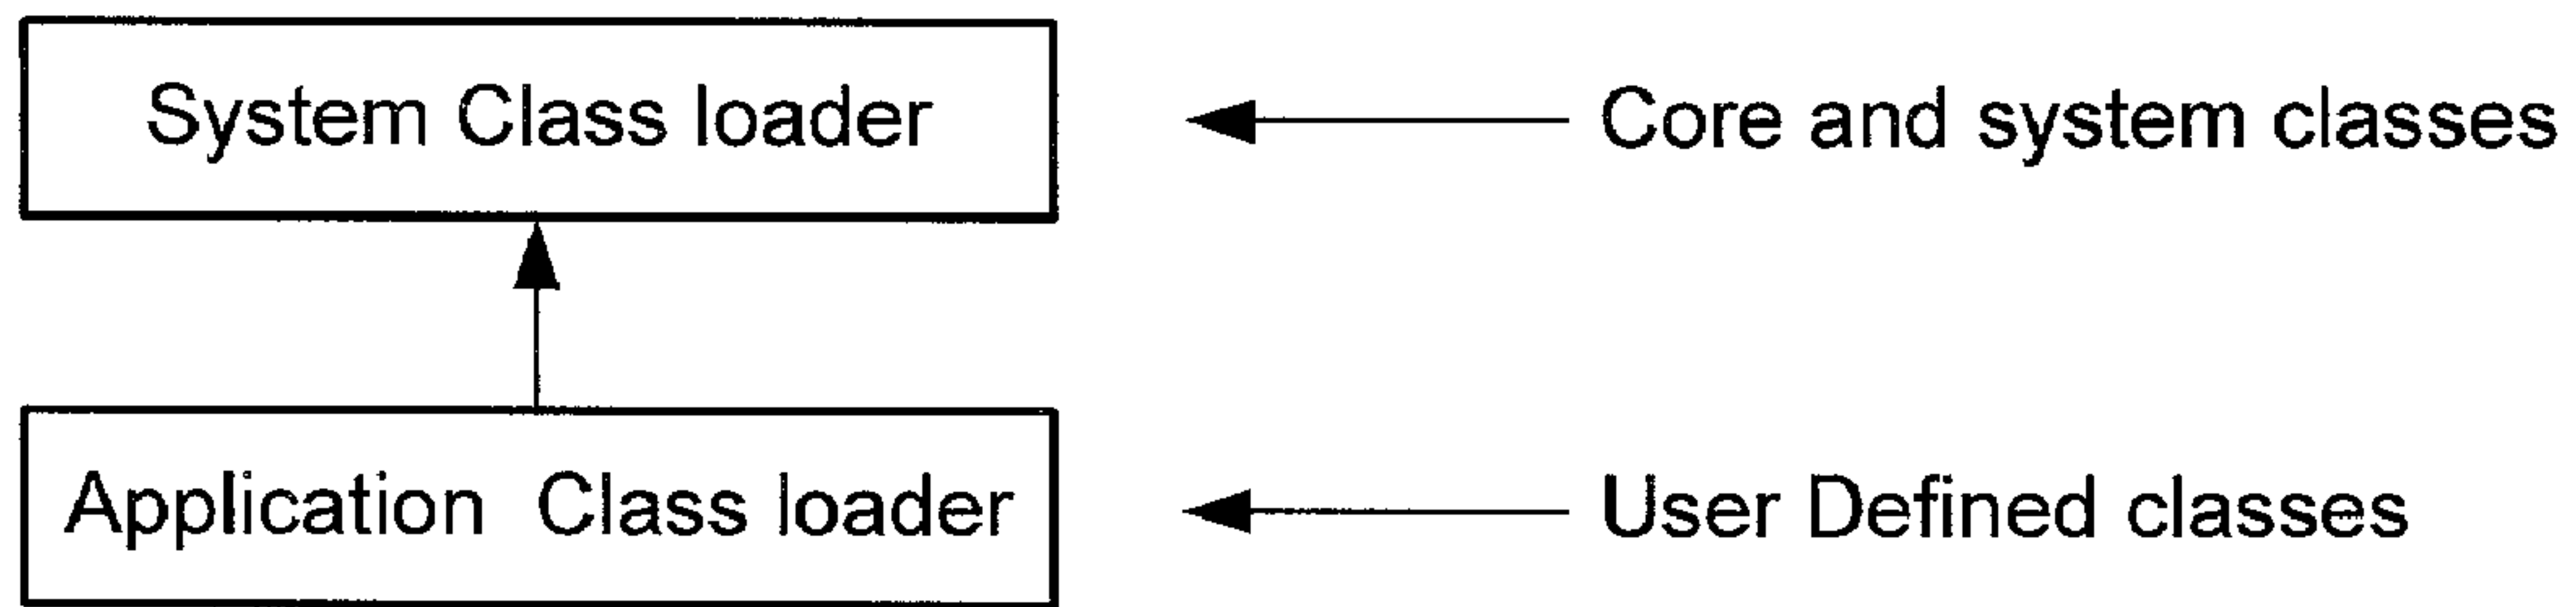 System Class loader
Core and system classes
Application Class loader
User Defined classes